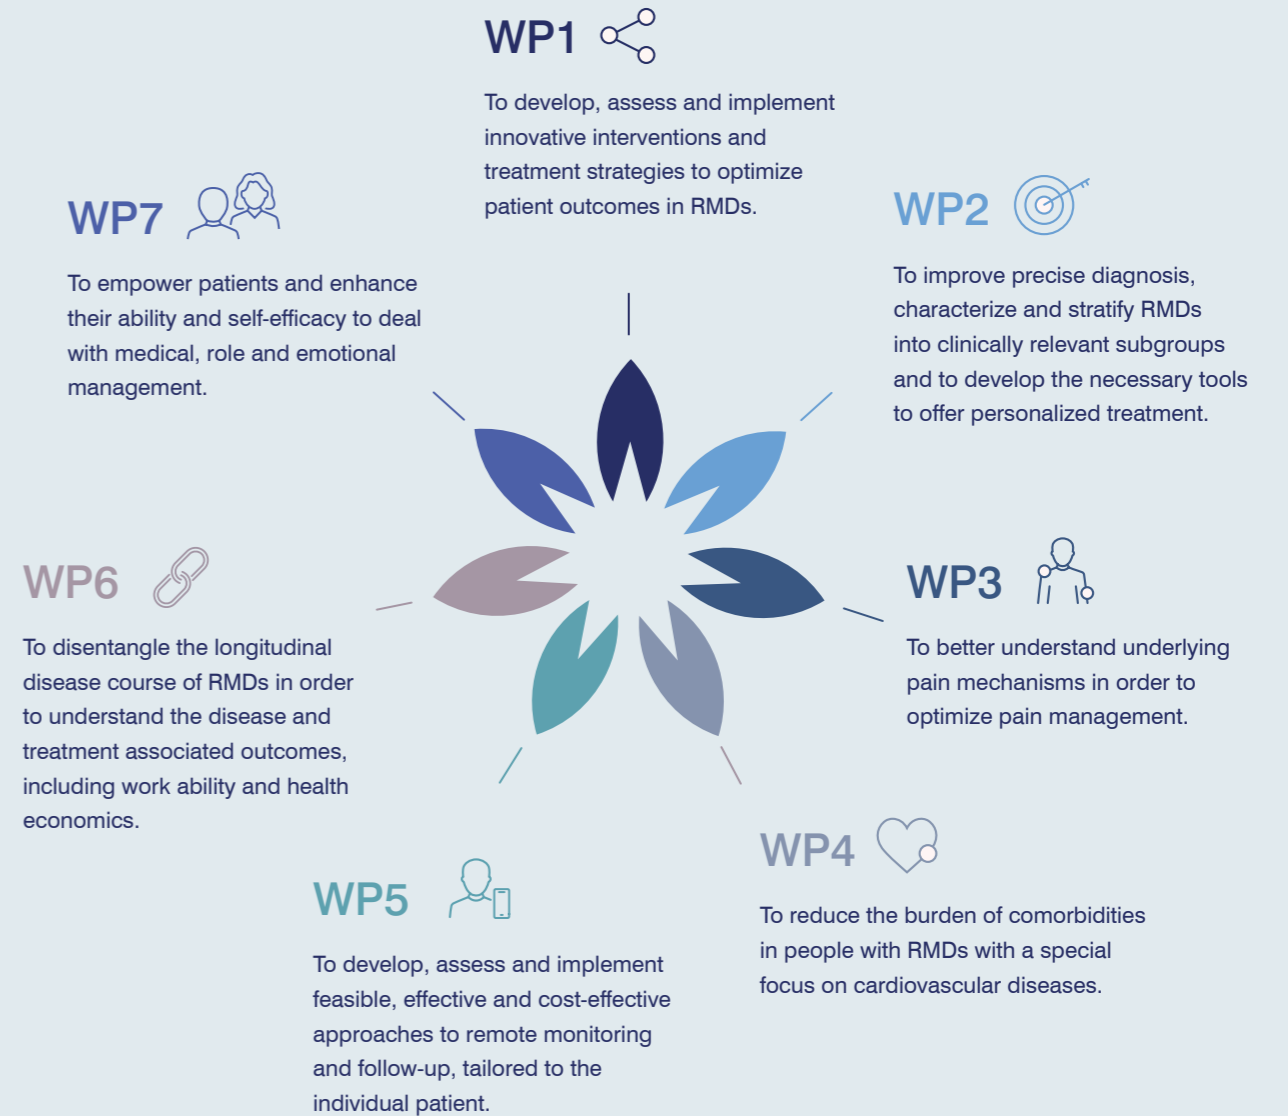 WP1
To develop, assess and implement
innovative interventions and
treatment strategies to optimize
patient outcomes in RMDs.
WP2
To improve precise diagnosis,
characterize and stratify RMDs
into clinically relevant subgroups
and to develop the necessary tools
to offer personalized treatment.
WP3
To better understand underlying
pain mechanisms in order to
optimize pain management.
WP4
To reduce the burden of comorbidities
in people with RMDs with a special
focus on cardiovascular diseases.
WP5
To develop, assess and implement
feasible, effective and cost-effective
approaches to remote monitoring
and follow-up, tailored to the
individual patient.
WP6
To disentangle the longitudinal
disease course of RMDs in order
to understand the disease and
treatment associated outcomes,
including work ability and health
economics.
WP7
To empower patients and enhance
their ability and self-efficacy to deal
with medical, role and emotional
management.